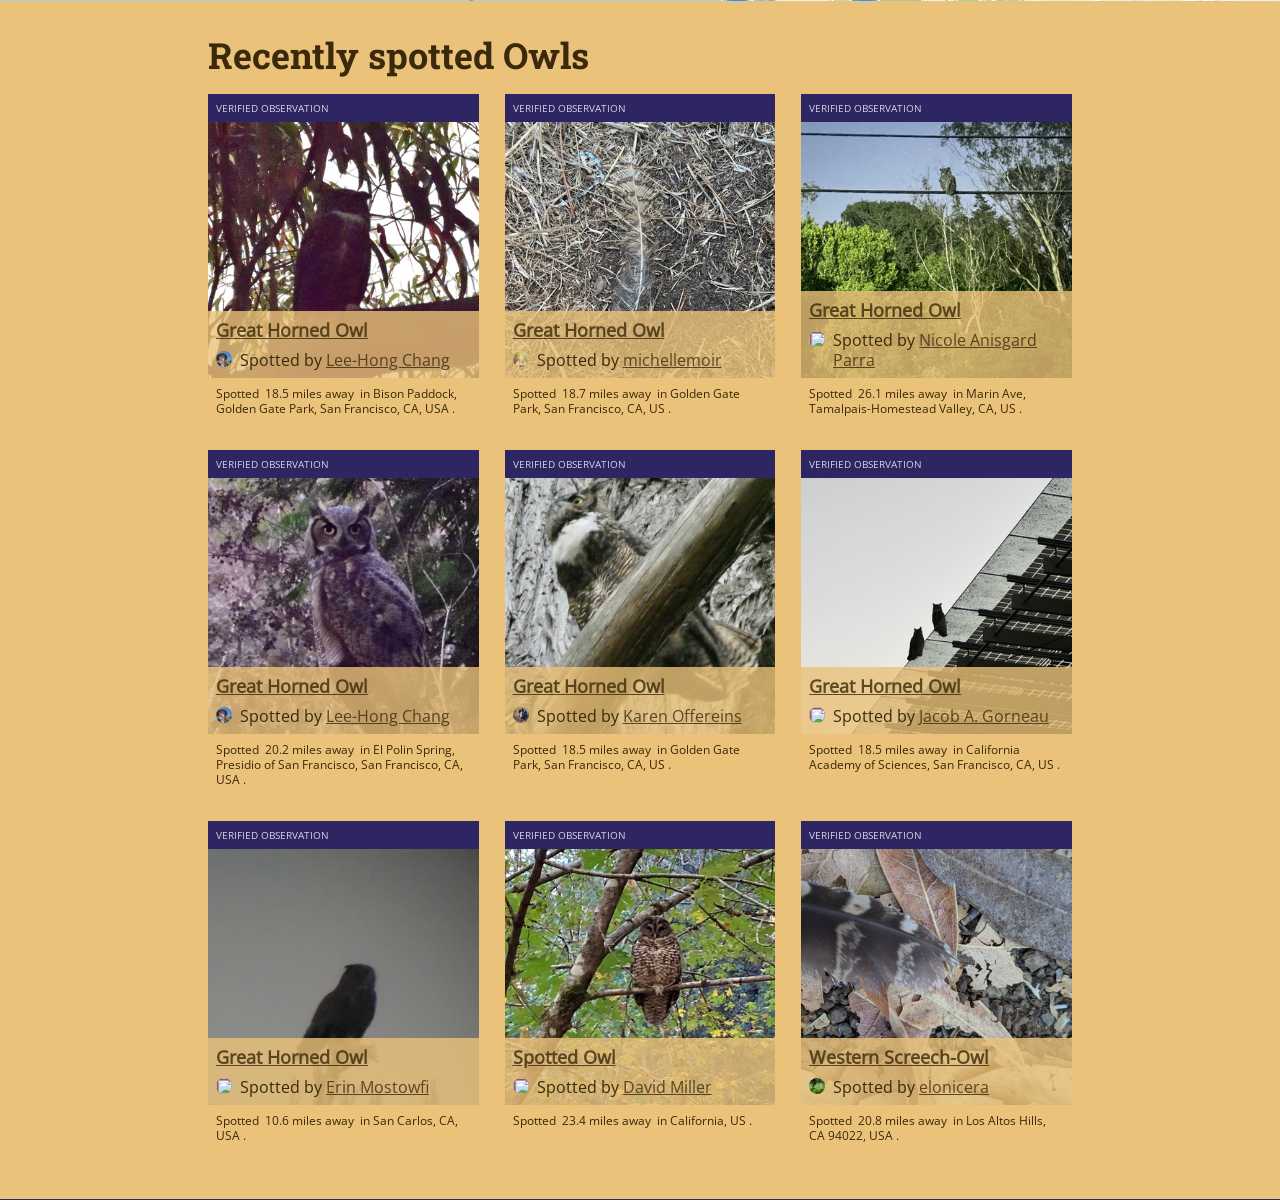 Recently spotted Owls
VERIFIED OBSERVATION
Great Horned Owl
Spotted by Lee-Hong Chang
Spotted 18.5 miles away in Bison Paddock,
Golden Gate Park, San Francisco, CA, USA .
VERIFIED OBSERVATION
Great Horned Owl
Spotted by michellemoir
Spotted 18.7 miles away in Golden Gate
Park, San Francisco, CA, US .
VERIFIED OBSERVATION
Great Horned Owl
Spotted by Nicole Anisgard
Parra
Spotted 26.1 miles away in Marin Ave,
Tamalpais-Homestead Valley, CA, US .
VERIFIED OBSERVATION
Great Horned Owl
Spotted by Lee-Hong Chang
Spotted 20.2 miles away in El Polin Spring,
Presidio of San Francisco, San Francisco, CA,
USA .
VERIFIED OBSERVATION
Great Horned Owl
Spotted by Karen Offereins
Spotted 18.5 miles away in Golden Gate
Park, San Francisco, CA, US .
VERIFIED OBSERVATION
Great Horned Owl
Spotted by Jacob A. Gorneau
Spotted 18.5 miles away in California
Academy of Sciences, San Francisco, CA, US .
VERIFIED OBSERVATION
Great Horned Owl
Spotted by Erin Mostowfi
Spotted 10.6 miles away in San Carlos, CA,
USA .
VERIFIED OBSERVATION
Spotted Owl
Spotted by David Miller
Spotted 23.4 miles away in California, US .
VERIFIED OBSERVATION
Western Screech-Owl
Spotted by elonicera
Spotted 20.8 miles away in Los Altos Hills,
CA 94022, USA .